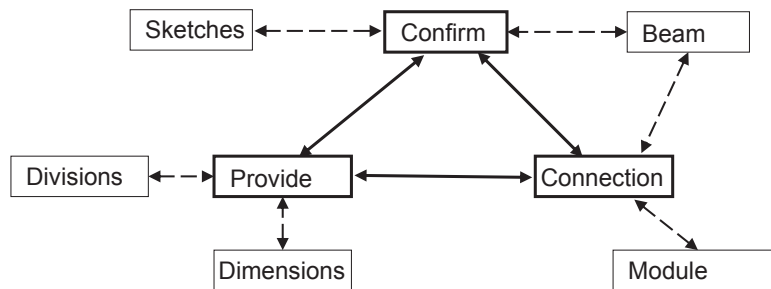 Sketches
Confirm
Beam
Divisions
Provide
Connection
Dimensions
Module